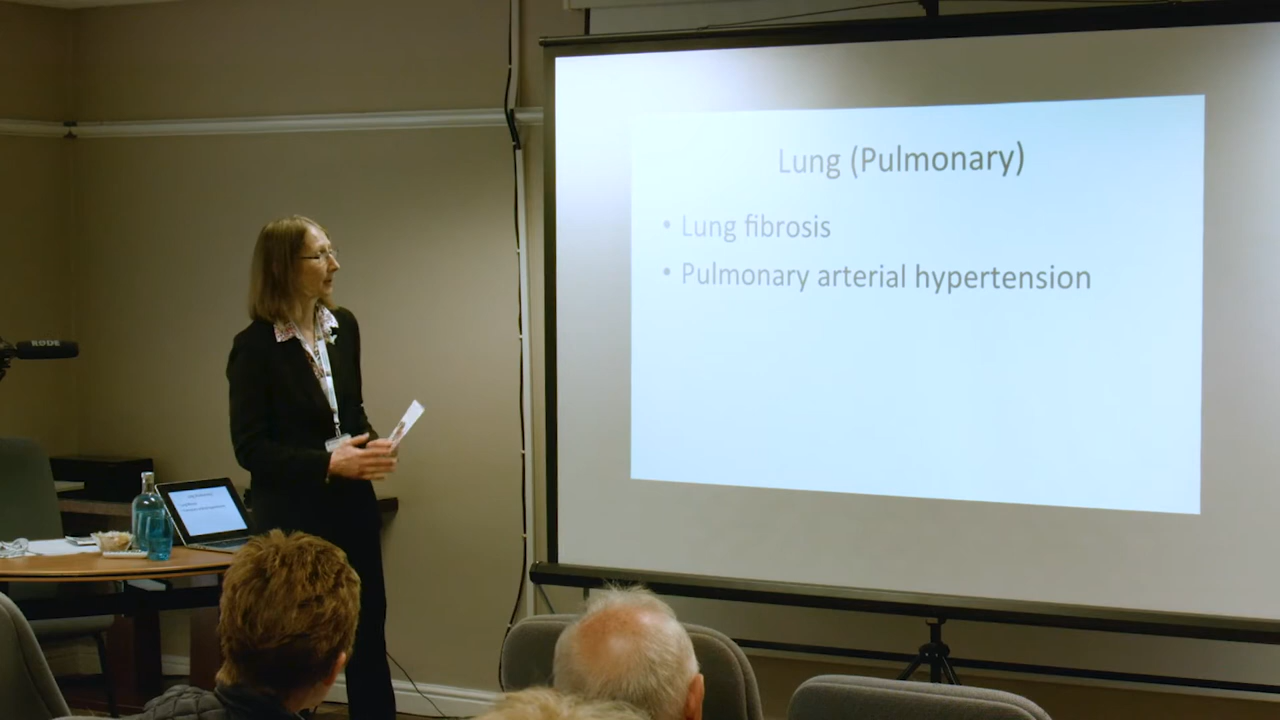 Lung (Pulmonary)
• Lung fibrosis
• Pulmonary arterial hypertension
RØDE